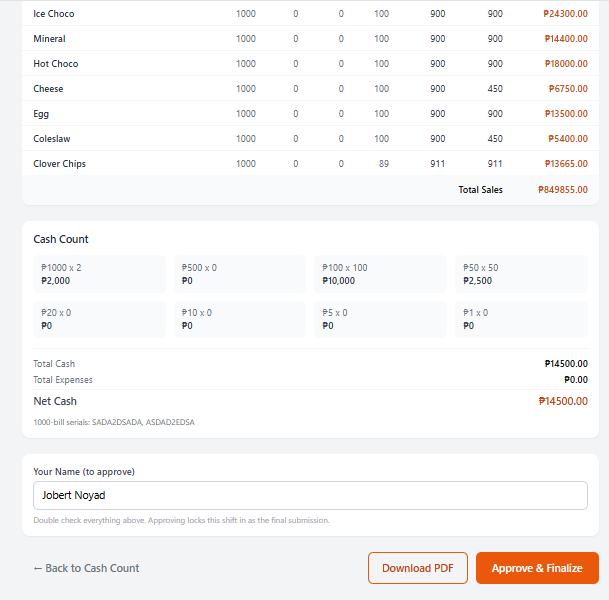 Ice Choco 1000 0 0 100 900 900 ₱24300.00
Mineral 1000 0 0 100 900 900 ₱14400.00
Hot Choco 1000 0 0 100 900 900 ₱18000.00
Cheese 1000 0 0 100 900 450 ₱6750.00
Egg 1000 0 0 100 900 900 ₱13500.00
Coleslaw 1000 0 0 100 900 450 ₱5400.00
Clover Chips 1000 0 0 89 911 911 ₱13665.00
Total Sales ₱849855.00
Cash Count
₱1000 x 2 ₱500 x 0 ₱100 x 100 ₱50 x 50
₱2,000 ₱0 ₱10,000 ₱2,500
₱20 x 0 ₱10 x 0 ₱5 x 0 ₱1 x 0
₱0 ₱0 ₱0 ₱0
Total Cash ₱14500.00
Total Expenses ₱0.00
Net Cash ₱14500.00
1000-bill serials: SADA2DSADA, ASDAD2EDSA
Your Name (to approve)
Jobert Noyad
Double check everything above. Approving locks this shift in as the final submission.
← Back to Cash Count Download PDF Approve & Finalize